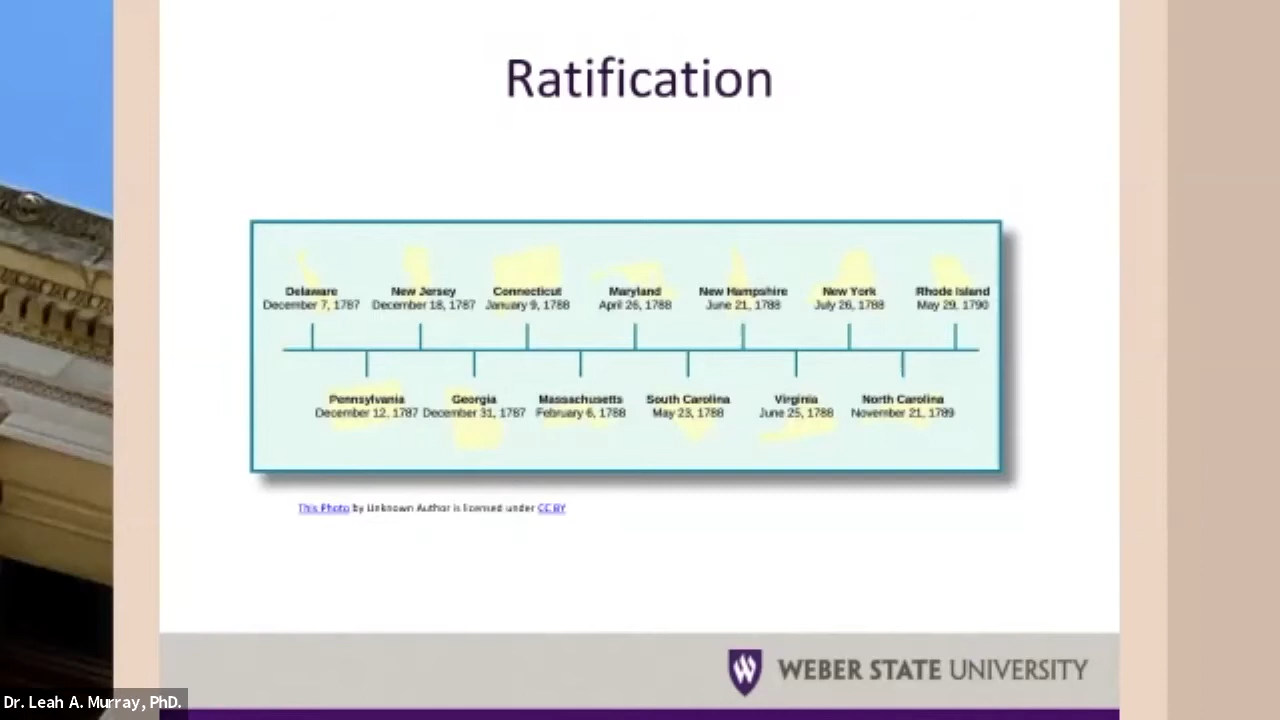 Ratification
Delaware
December 7, 1787
New Jersey
December 18, 1787
Connecticut
January 9, 1788
Maryland
April 26, 1788
New Hampshire
June 21, 1788
New York
July 26, 1788
Rhode Island
May 29, 1790
Pennsylvania
December 12, 1787
Georgia
December 31, 1787
Massachusetts
February 6, 1788
South Carolina
May 23, 1788
Virginia
June 25, 1788
North Carolina
November 21, 1789
This Photo by Unknown Author is licensed under CC BY
W
WEBER STATE UNIVERSITY
Dr. Leah A. Murray, PhD.